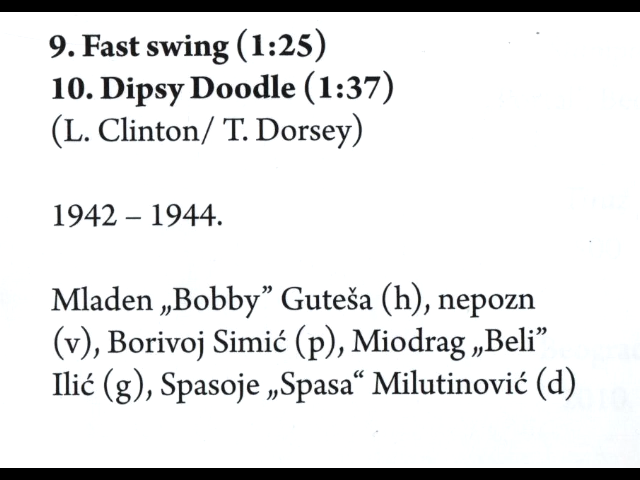 9. Fast swing (1:25)
10. Dipsy Doodle (1:37)
(L. Clinton/ T. Dorsey)
1942 – 1944.
Mladen „Bobby” Guteša (h), nepozn
(v), Borivoj Simić (p), Miodrag „Beli”
Ilić (g), Spasoje „Spasa“ Milutinović (d)